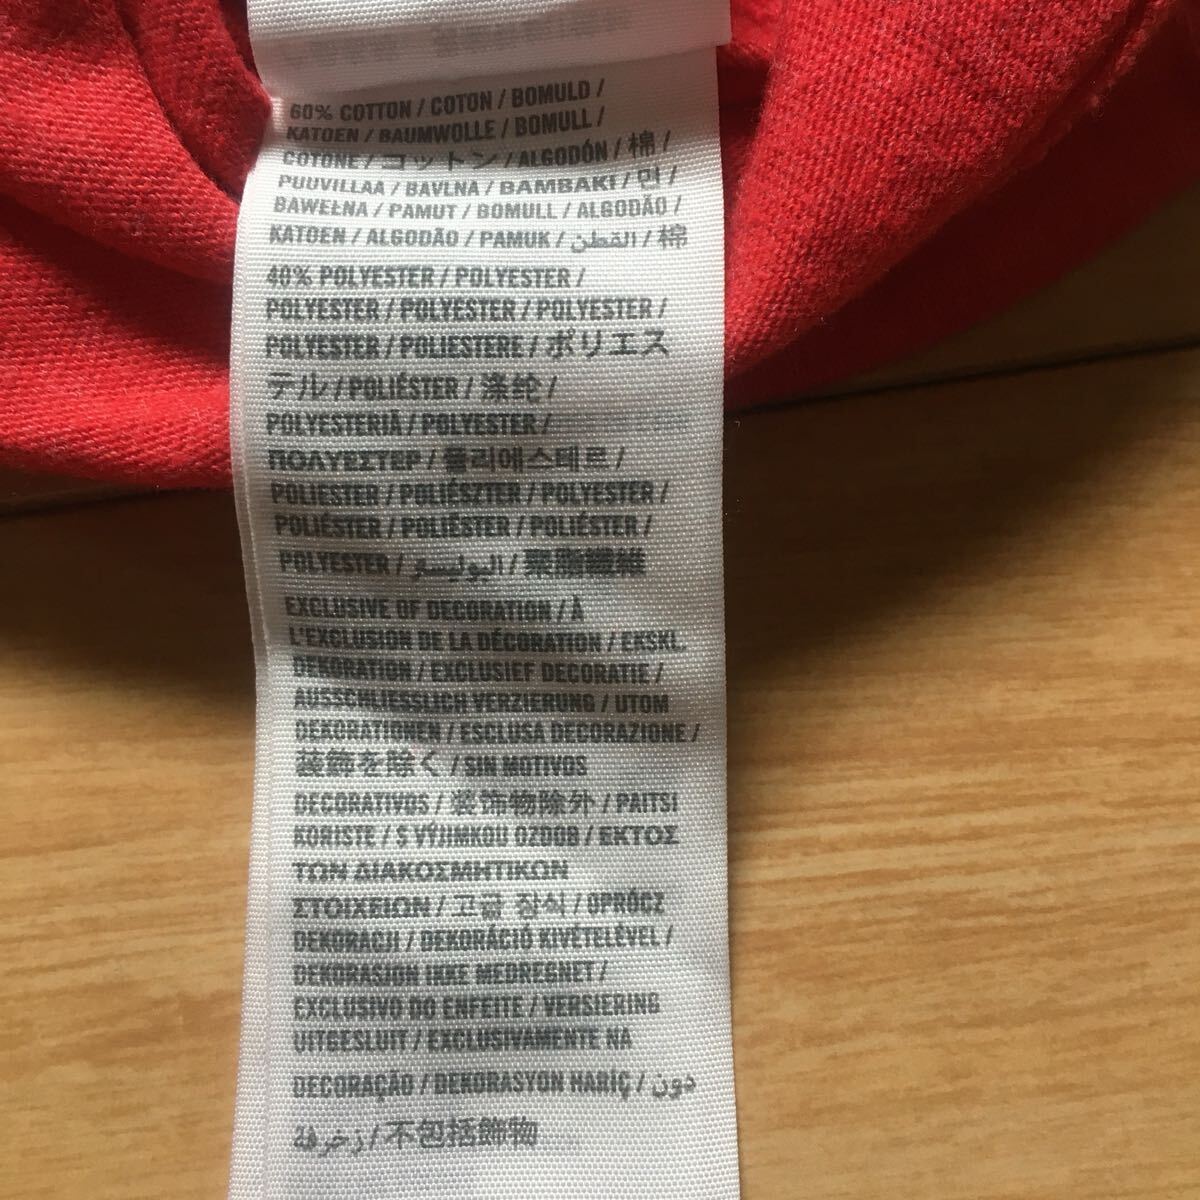 60% COTTON / COTON / BOMULD /
KATOEN / BAUMWOLLE / BOMULL /
COTONE / コットン / ALGODÓN / 棉 /
PUUVILLAA / BAVLNA / ΒΑΜΒΑΚΙ / 면 /
BAWEŁNA / PAMUT / BOMULL / ALGODÃO /
KATOEN / ALGODÃO / PAMUK / القطن / 棉
40% POLYESTER / POLYESTER /
POLYESTER / POLYESTER / POLYESTER /
POLYESTER / POLIESTERE / ポリエス
テル / POLIÉSTER / 涤纶 /
POLYESTERIÄ / POLYESTER /
ΠΟΛΥΕΣΤΕΡ / 폴리에스테르 /
POLIESTER / POLIÉSZTER / POLYESTER /
POLIÉSTER / POLIËSTER / POLIÉSTER /
POLYESTER / البوليستر / 聚脂纖維
EXCLUSIVE OF DECORATION / À
L'EXCLUSION DE LA DÉCORATION / EKSKL.
DEKORATION / EXCLUSIEF DECORATIE /
AUSSCHLIESSLICH VERZIERUNG / UTOM
DEKORATIONEN / ESCLUSA DECORAZIONE /
装飾を除く / SIN MOTIVOS
DECORATIVOS / 装饰物除外 / PAITSI
KORISTE / S VÝJIMKOU OZDOB / ΕΚΤΟΣ
ΤΩΝ ΔΙΑΚΟΣΜΗΤΙΚΩΝ
ΣΤΟΙΧΕΙΩΝ / 고급 장식 / OPRÓCZ
DEKORACJI / DEKORÁCIÓ KIVÉTELÉVEL /
DEKORASJON IKKE MEDREGNET /
EXCLUSIVO DO ENFEITE / VERSIERING
UITGESLUIT / EXCLUSIVAMENTE NA
DECORAÇÃO / DEKORASYON HARİÇ / دون
زخرفة / 不包括飾物